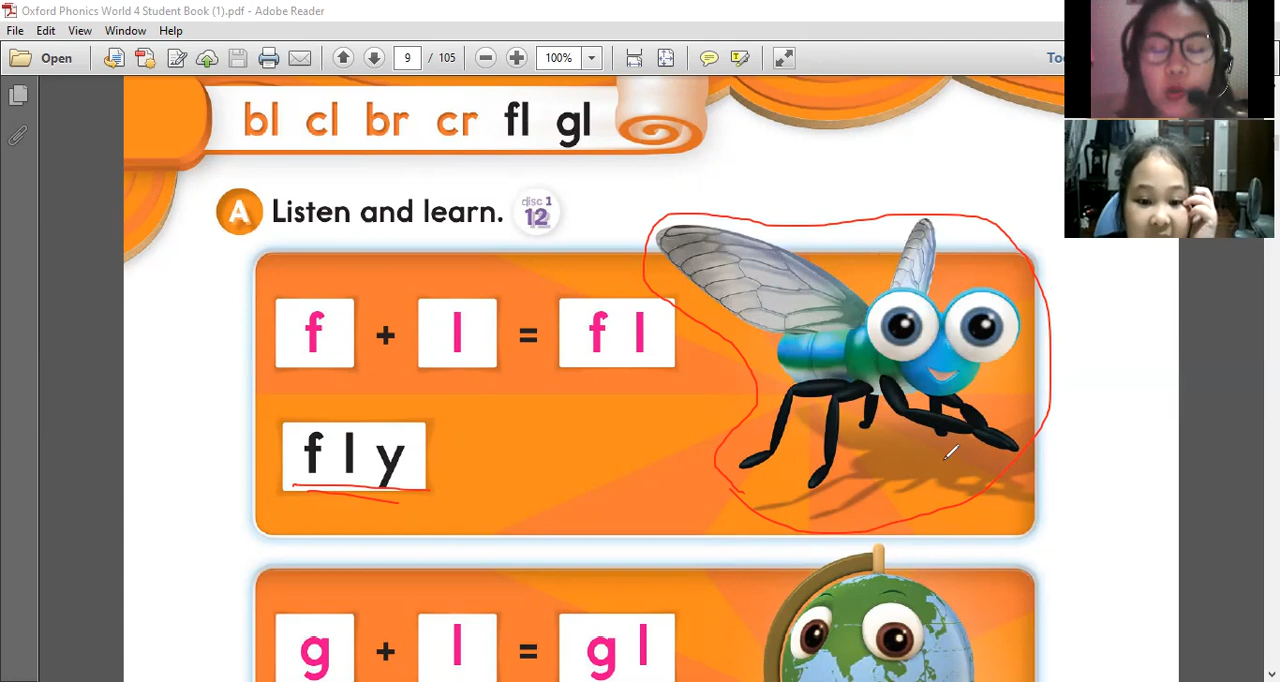 Oxford Phonics World 4 Student Book (1).pdf - Adobe Reader
File Edit View Window Help
Open 9 / 105 100%
bl cl br cr fl gl
A Listen and learn. disc 1 12
f + l = f l
f l y
g + l = g l